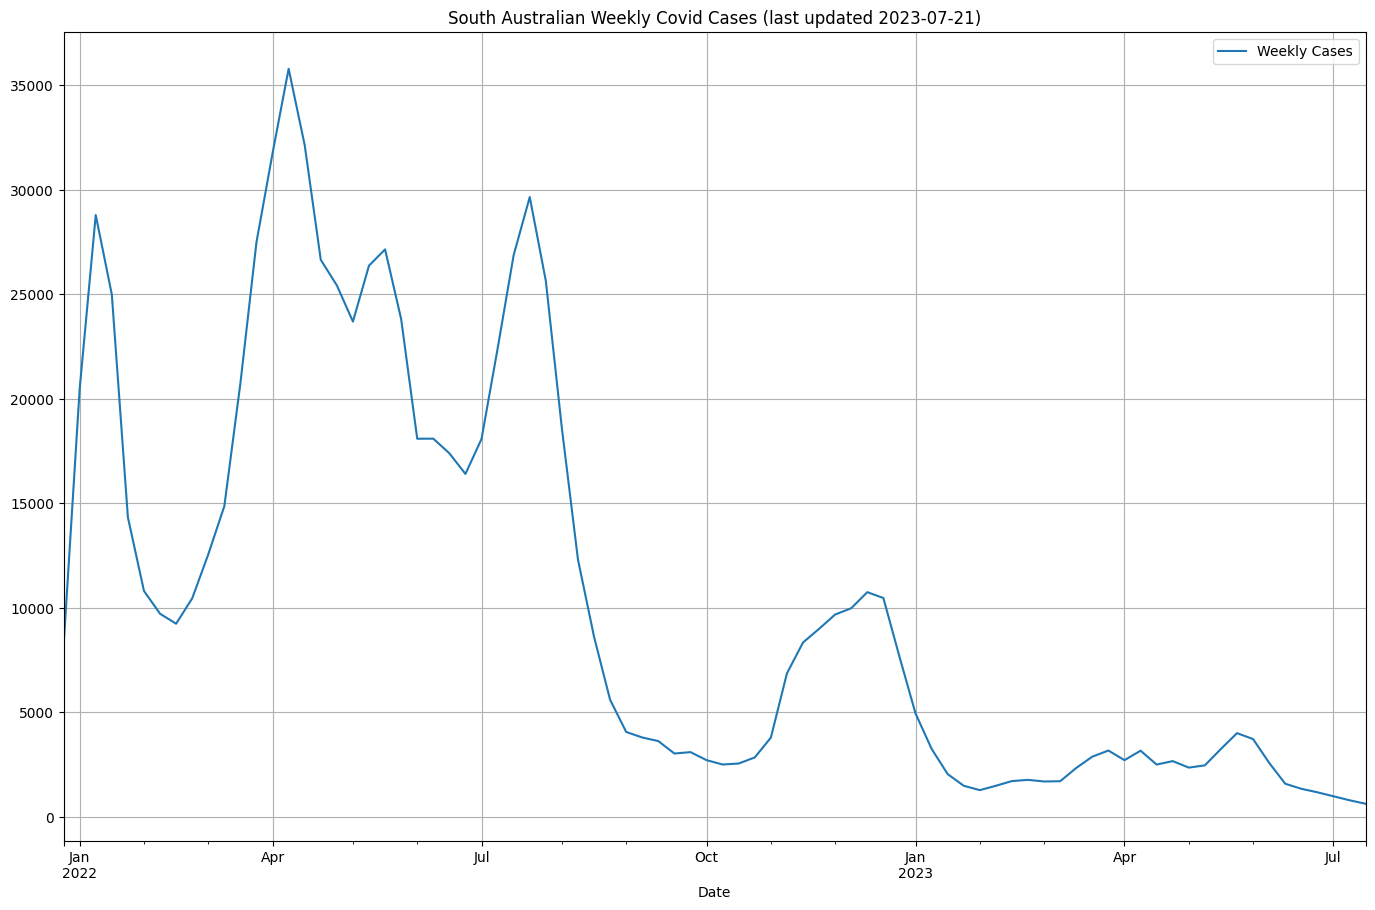 South Australian Weekly Covid Cases (last updated 2023-07-21)
Weekly Cases
35000
30000
25000
20000
15000
10000
5000
0
Jan Apr Jul Oct Jan Apr Jul
2022 2023
Date